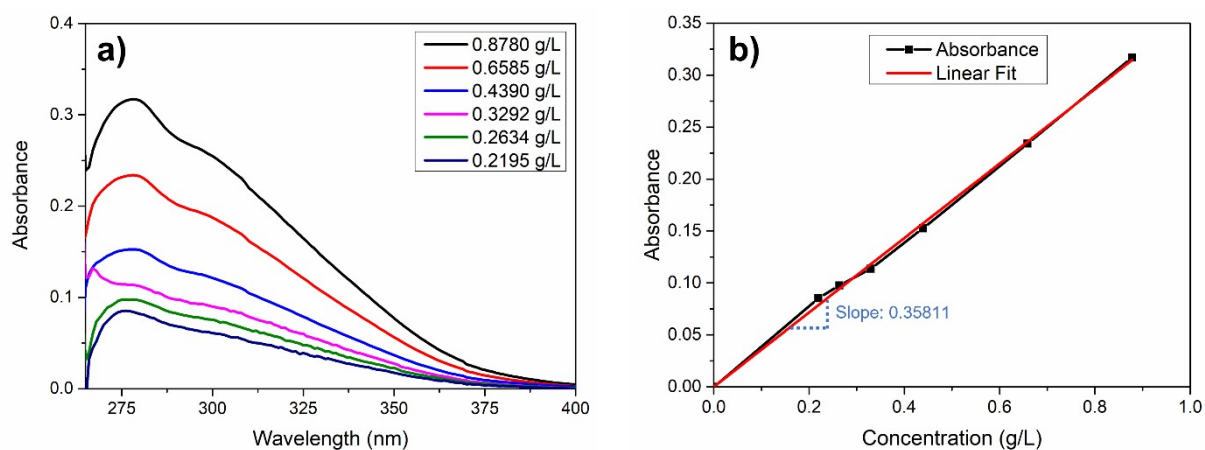 a)
0.8780 g/L
0.6585 g/L
0.4390 g/L
0.3292 g/L
0.2634 g/L
0.2195 g/L
0.4
0.3
0.2
0.1
0.0
Absorbance
275
300
325
350
375
400
Wavelength (nm)
b)
Absorbance
Linear Fit
0.35
0.30
0.25
0.20
0.15
0.10
0.05
0.00
Absorbance
Slope: 0.35811
0.0
0.2
0.4
0.6
0.8
1.0
Concentration (g/L)